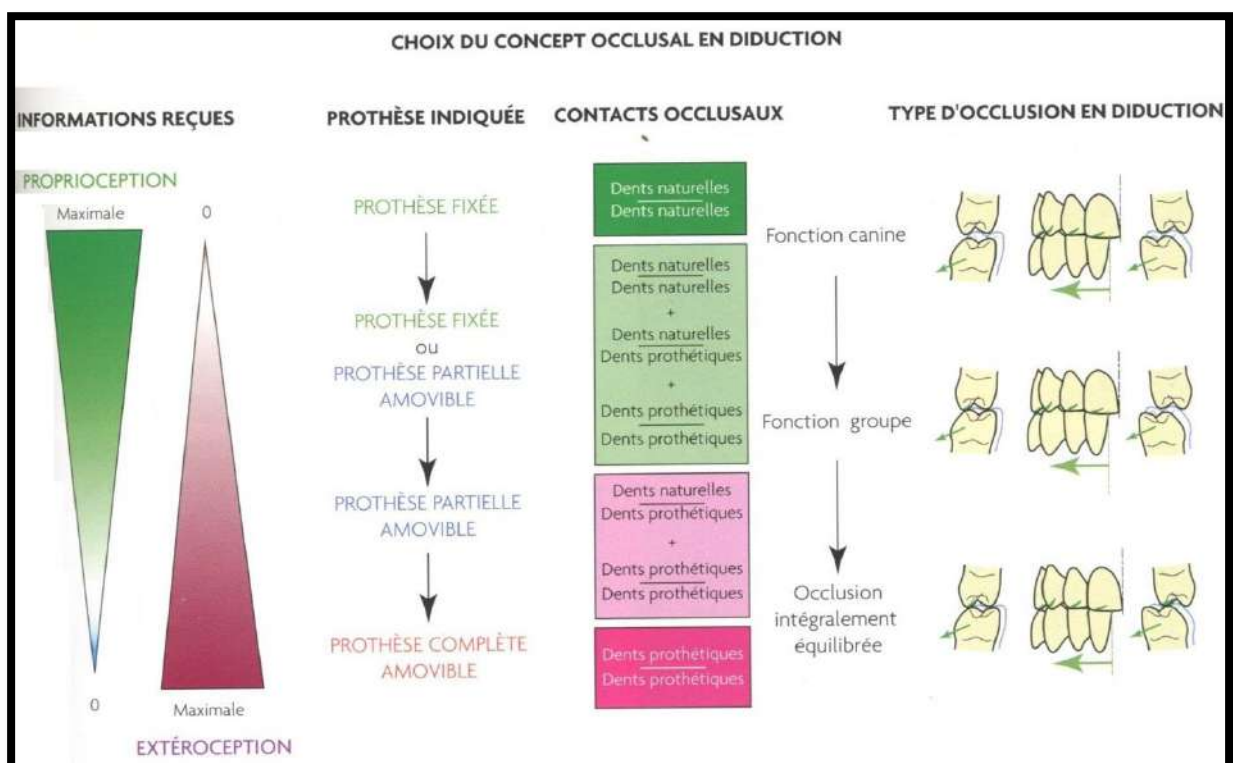 CHOIX DU CONCEPT OCCLUSAL EN DIDUCTION
INFORMATIONS REÇUES
PROPRIOCEPTION
Maximale
0
0
Maximale
EXTÉROCEPTION
PROTHÈSE INDIQUÉE
PROTHÈSE FIXÉE
PROTHÈSE FIXÉE
ou
PROTHÈSE PARTIELLE
AMOVIBLE
PROTHÈSE PARTIELLE
AMOVIBLE
PROTHÈSE COMPLÈTE
AMOVIBLE
CONTACTS OCCLUSAUX
Dents naturelles
Dents naturelles
Dents naturelles
Dents naturelles
+
Dents naturelles
Dents prothétiques
+
Dents prothétiques
Dents prothétiques
Dents naturelles
Dents prothétiques
+
Dents prothétiques
Dents prothétiques
Dents prothétiques
Dents prothétiques
TYPE D'OCCLUSION EN DIDUCTION
Fonction canine
Fonction groupe
Occlusion
intégralement
équilibrée